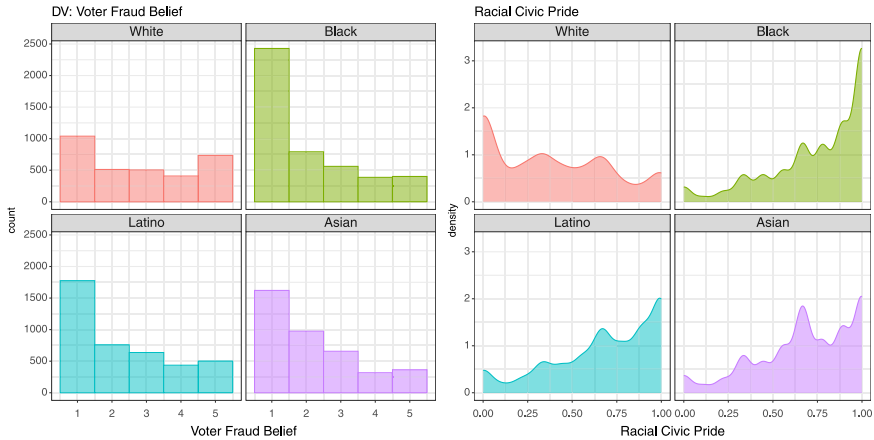 DV: Voter Fraud Belief
White
Black
2500
2000
1500
1000
500
0
Latino
Asian
2500
2000
1500
1000
500
0
count
1 2 3 4 5
1 2 3 4 5
Voter Fraud Belief
Racial Civic Pride
White
Black
3
2
1
0
Latino
Asian
3
2
1
0
density
0.00 0.25 0.50 0.75 1.00
0.00 0.25 0.50 0.75 1.00
Racial Civic Pride